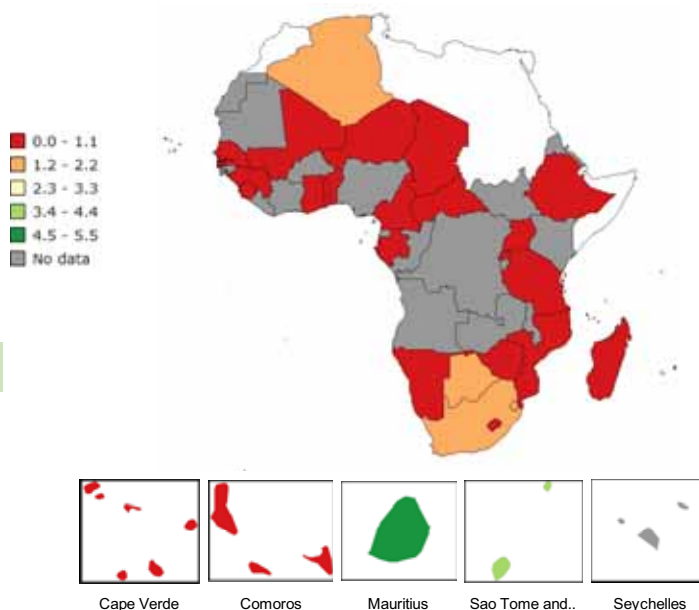 0.0 - 1.1
1.2 - 2.2
2.3 - 3.3
3.4 - 4.4
4.5 - 5.5
No data
Cape Verde
Comoros
Mauritius
Sao Tome and..
Seychelles